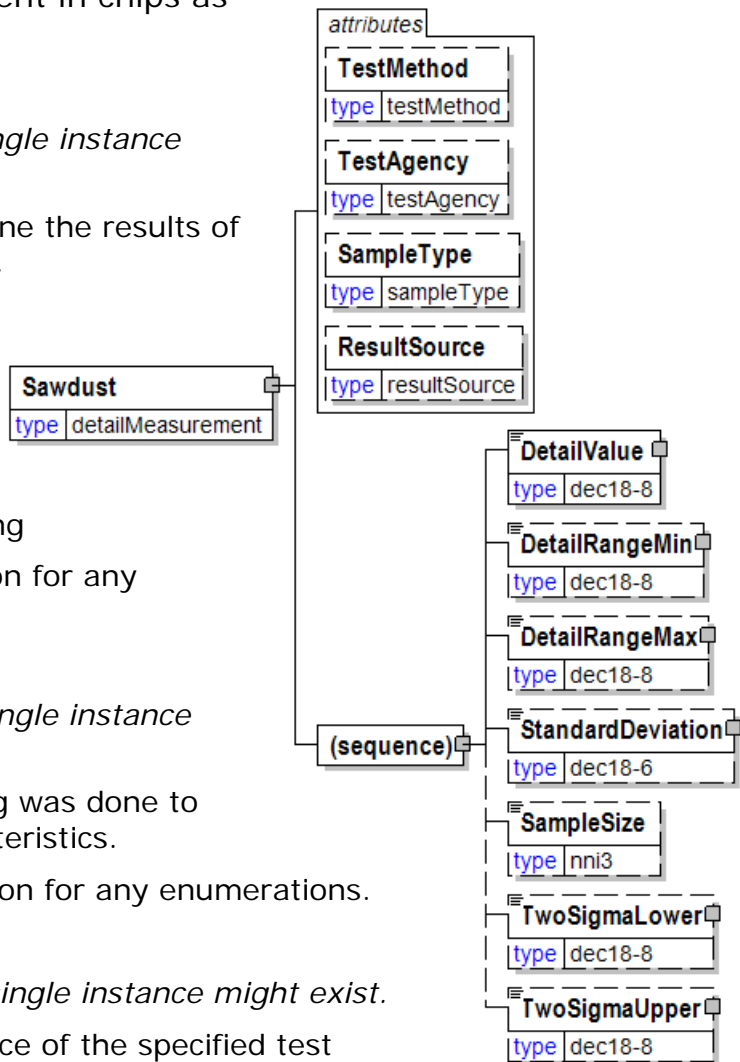 ent in chips as
ngle instance
ne the results of
ng
on for any
ngle instance
g was done to
teristics.
on for any enumerations.
single instance might exist.
ce of the specified test
attributes
TestMethod
type testMethod
TestAgency
type testAgency
SampleType
type sampleType
ResultSource
type resultSource
Sawdust
type detailMeasurement
(sequence)
DetailValue
type dec18-8
DetailRangeMin
type dec18-8
DetailRangeMax
type dec18-8
StandardDeviation
type dec18-6
SampleSize
type nni3
TwoSigmaLower
type dec18-8
TwoSigmaUpper
type dec18-8